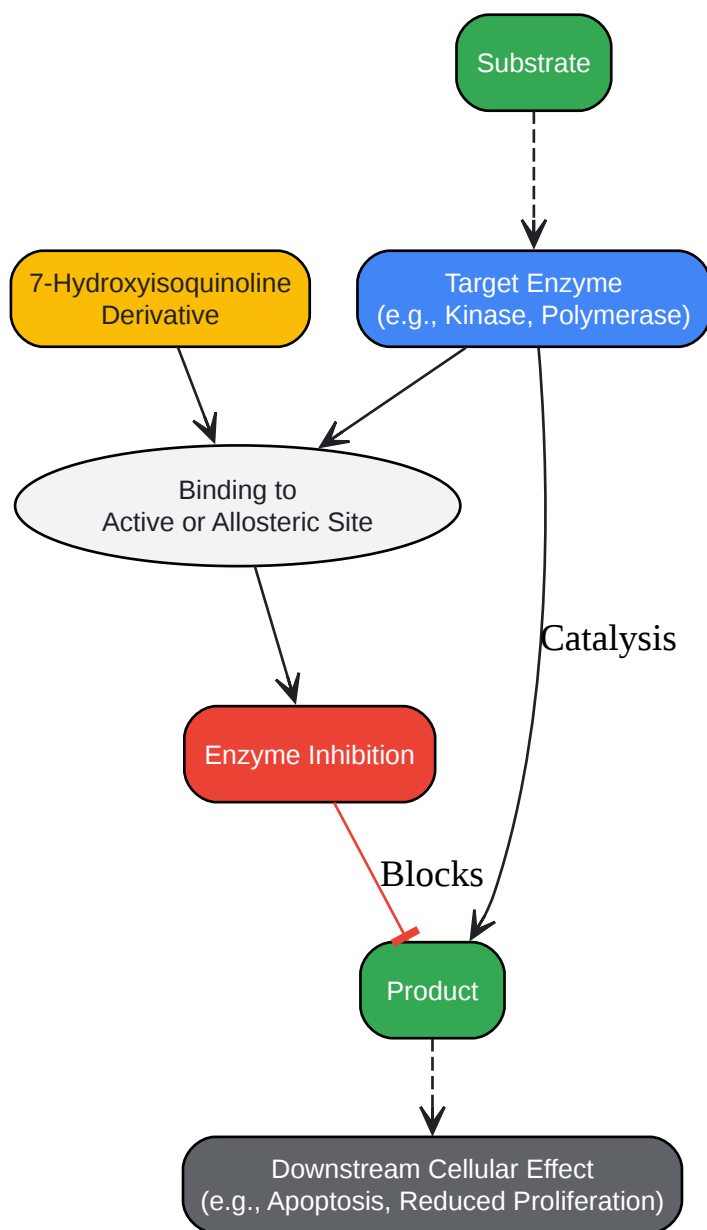 Substrate
7-Hydroxyisoquinoline
Derivative
Target Enzyme
(e.g., Kinase, Polymerase)
Binding to
Active or Allosteric Site
Catalysis
Enzyme Inhibition
Blocks
Product
Downstream Cellular Effect
(e.g., Apoptosis, Reduced Proliferation)